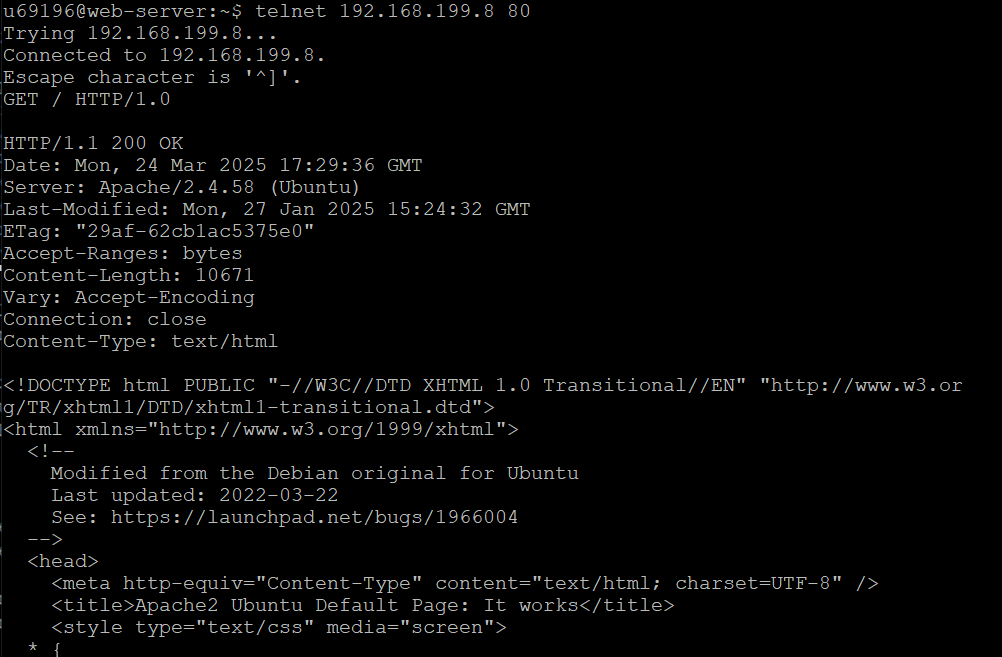 u69196@web-server:~$ telnet 192.168.199.8 80
Trying 192.168.199.8...
Connected to 192.168.199.8.
Escape character is '^]'.
GET / HTTP/1.0

HTTP/1.1 200 OK
Date: Mon, 24 Mar 2025 17:29:36 GMT
Server: Apache/2.4.58 (Ubuntu)
Last-Modified: Mon, 27 Jan 2025 15:24:32 GMT
ETag: "29af-62cb1ac5375e0"
Accept-Ranges: bytes
Content-Length: 10671
Vary: Accept-Encoding
Connection: close
Content-Type: text/html

<!DOCTYPE html PUBLIC "-//W3C//DTD XHTML 1.0 Transitional//EN" "http://www.w3.or
g/TR/xhtml1/DTD/xhtml1-transitional.dtd">
<html xmlns="http://www.w3.org/1999/xhtml">
  <!--
    Modified from the Debian original for Ubuntu
    Last updated: 2022-03-22
    See: https://launchpad.net/bugs/1966004
  -->
  <head>
    <meta http-equiv="Content-Type" content="text/html; charset=UTF-8" />
    <title>Apache2 Ubuntu Default Page: It works</title>
    <style type="text/css" media="screen">
  * {